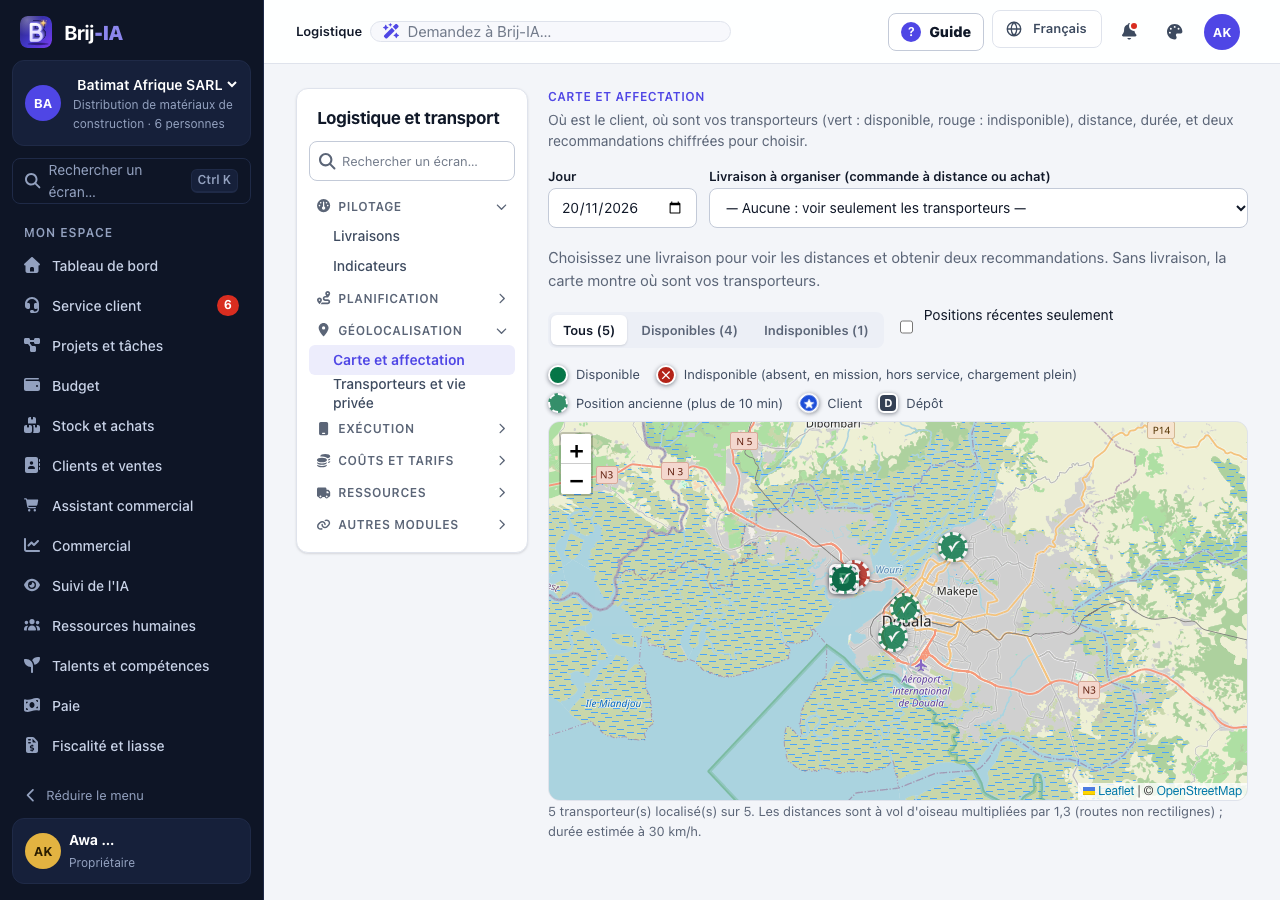 Brij-IA
BA
Batimat Afrique SARL
Distribution de matériaux de
construction · 6 personnes
Rechercher un
écran...
Ctrl K
MON ESPACE
Tableau de bord
Service client
6
Projets et tâches
Budget
Stock et achats
Clients et ventes
Assistant commercial
Commercial
Suivi de l'IA
Ressources humaines
Talents et compétences
Paie
Fiscalité et liasse
Réduire le menu
AK
Awa ...
Propriétaire
Logistique
Demandez à Brij-IA...
? Guide
Français
AK
Logistique et transport
Rechercher un écran...
PILOTAGE
Livraisons
Indicateurs
PLANIFICATION
GÉOLOCALISATION
Carte et affectation
Transporteurs et vie
privée
EXÉCUTION
COÛTS ET TARIFS
RESSOURCES
AUTRES MODULES
CARTE ET AFFECTATION
Où est le client, où sont vos transporteurs (vert : disponible, rouge : indisponible), distance, durée, et deux
recommandations chiffrées pour choisir.
Jour
Livraison à organiser (commande à distance ou achat)
20/11/2026
— Aucune : voir seulement les transporteurs —
Choisissez une livraison pour voir les distances et obtenir deux recommandations. Sans livraison, la
carte montre où sont vos transporteurs.
Tous (5)
Disponibles (4)
Indisponibles (1)
Positions récentes seulement
Disponible
Indisponible (absent, en mission, hors service, chargement plein)
Position ancienne (plus de 10 min)
Client
D
Dépôt
Dibombari
P14
+
N 5
N3
N 3
−
Wouri
Makepe
Douala
Aéroport
international
de Douala
N3
Ile Miandjou
Leaflet | © OpenStreetMap
5 transporteur(s) localisé(s) sur 5. Les distances sont à vol d'oiseau multipliées par 1,3 (routes non rectilignes) ;
durée estimée à 30 km/h.